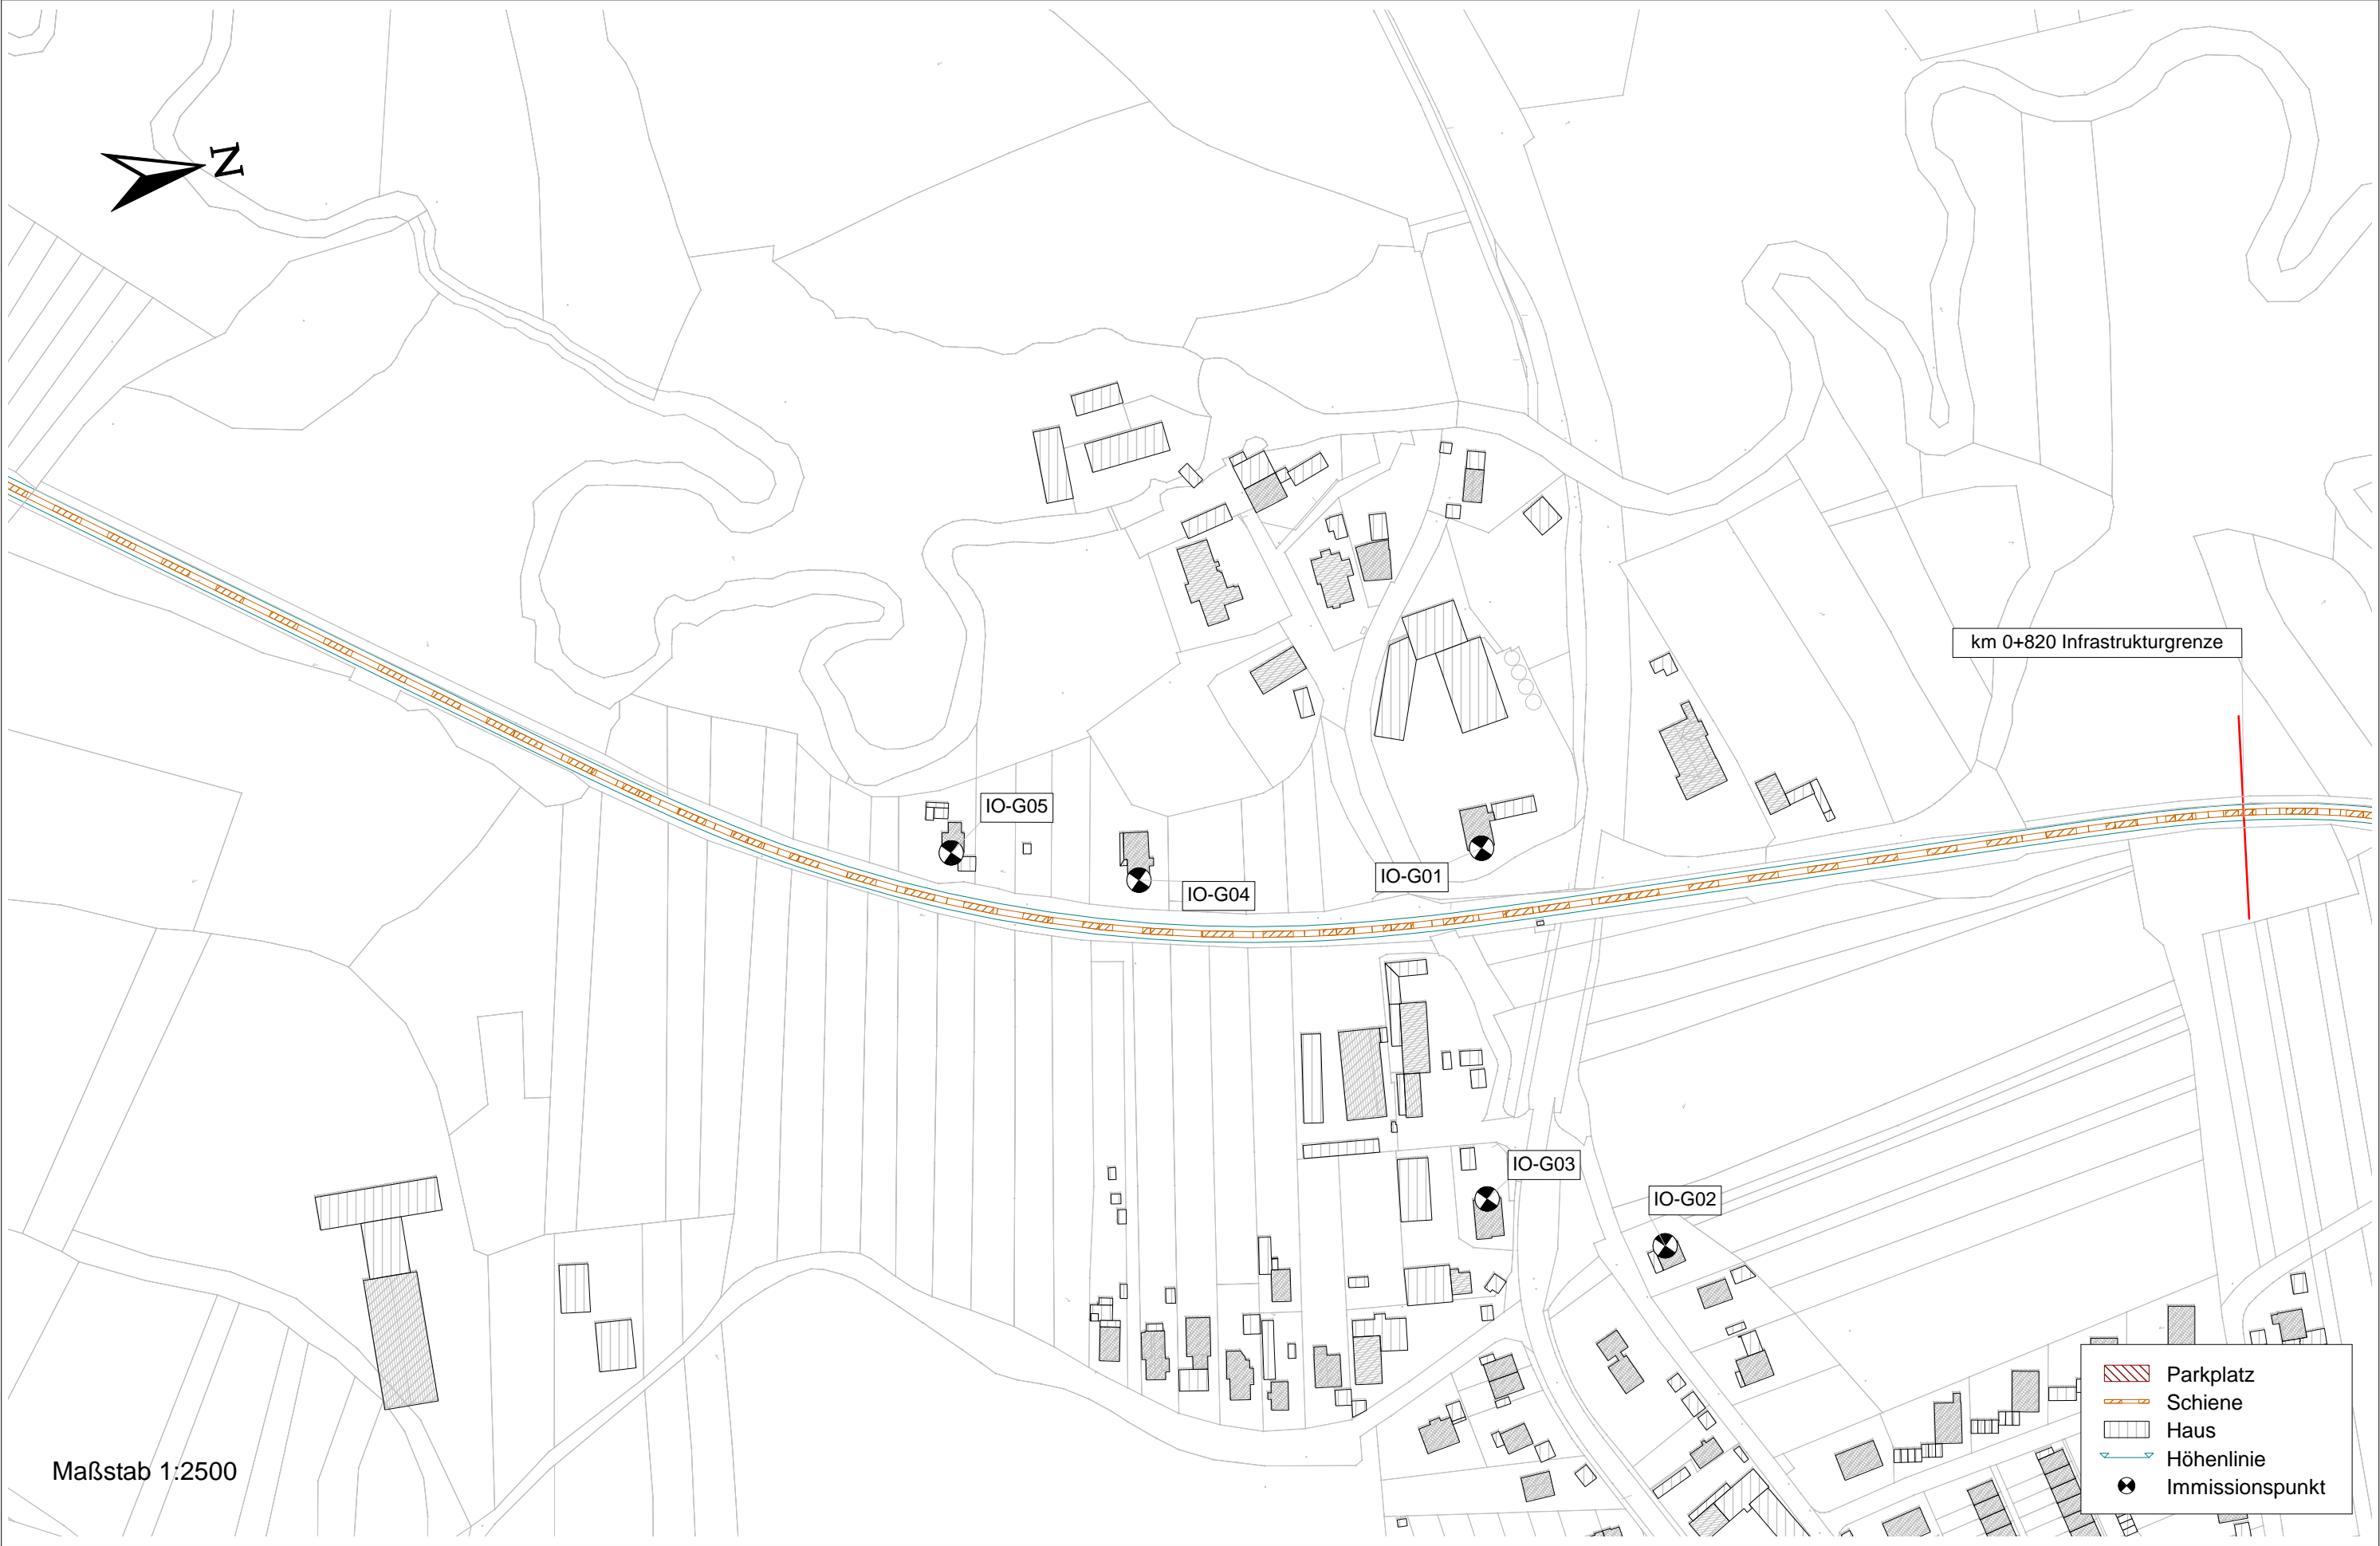 N
km 0+820 Infrastrukturgrenze
IO-G05
IO-G01
IO-G04
IO-G03
IO-G02
Parkplatz
Schiene
Haus
Höhenlinie
Immissionspunkt
Maßstab 1:2500